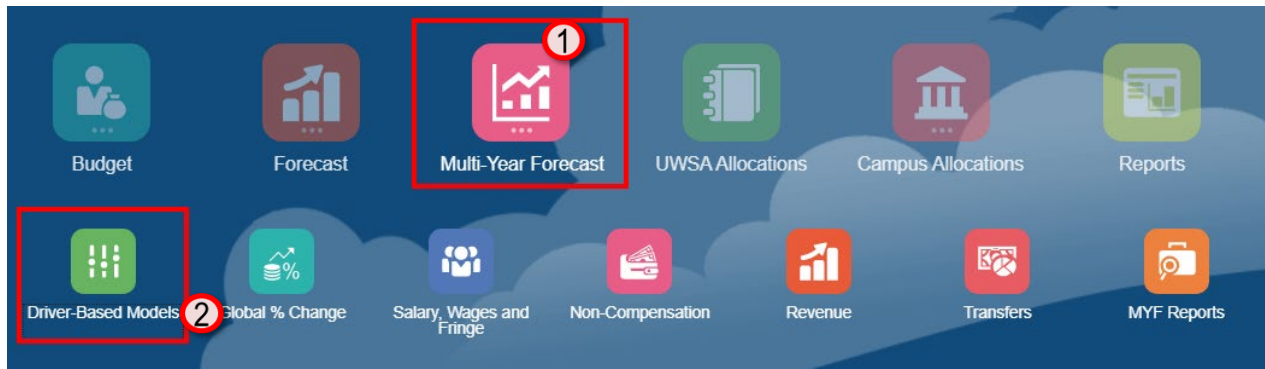 1
Budget
Forecast
Multi-Year Forecast
UWSA Allocations
Campus Allocations
Reports
Driver-Based Models
2
Global % Change
Salary, Wages and
Fringe
Non-Compensation
Revenue
Transfers
MYF Reports